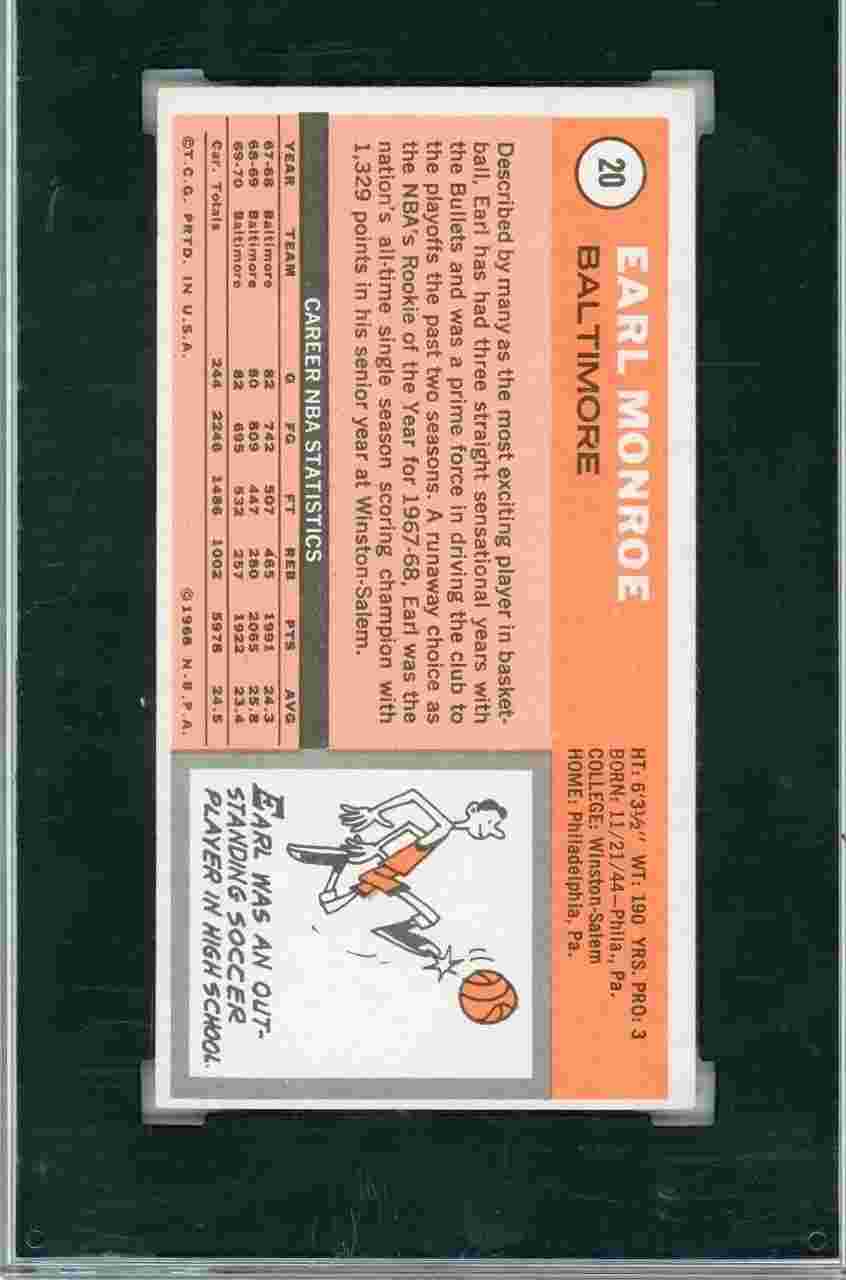 20
EARL MONROE
BALTIMORE
HT: 6'3½" WT: 190 YRS. PRO: 3
BORN: 11/21/44—Phila., Pa.
COLLEGE: Winston-Salem
HOME: Philadelphia, Pa.
Described by many as the most exciting player in basket-
ball, Earl has had three straight sensational years with
the Bullets and was a prime force in driving the club to
the playoffs the past two seasons. A runaway choice as
the NBA's Rookie of the Year for 1967-68, Earl was the
nation's all-time single season scoring champion with
1,329 points in his senior year at Winston-Salem.
CAREER NBA STATISTICS
YEAR TEAM G FG FT REB PTS AVG
67-68 Baltimore 82 742 507 465 1991 24.3
68-69 Baltimore 80 809 447 280 2065 25.8
69-70 Baltimore 82 695 532 257 1922 23.4
Car. Totals 244 2246 1486 1002 5978 24.5
©T.C.G. PRTD. IN U.S.A. ©1968 N.B.P.A.
EARL WAS AN OUT-
STANDING SOCCER
PLAYER IN HIGH SCHOOL.